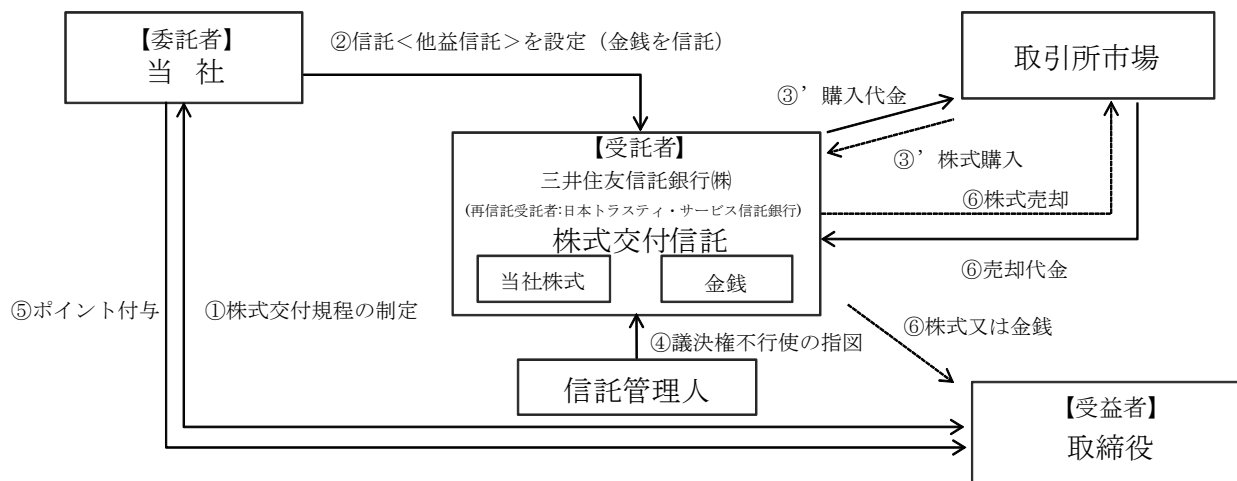 【委託者】
当 社
②信託<他益信託>を設定(金銭を信託)
取引所市場
③’購入代金
③’株式購入
【受託者】
三井住友信託銀行㈱
(再信託受託者:日本トラスティ・サービス信託銀行)
株式交付信託
当社株式
金銭
⑥株式売却
⑥売却代金
⑤ポイント付与
①株式交付規程の制定
④議決権不行使の指図
⑥株式又は金銭
信託管理人
【受益者】
取締役